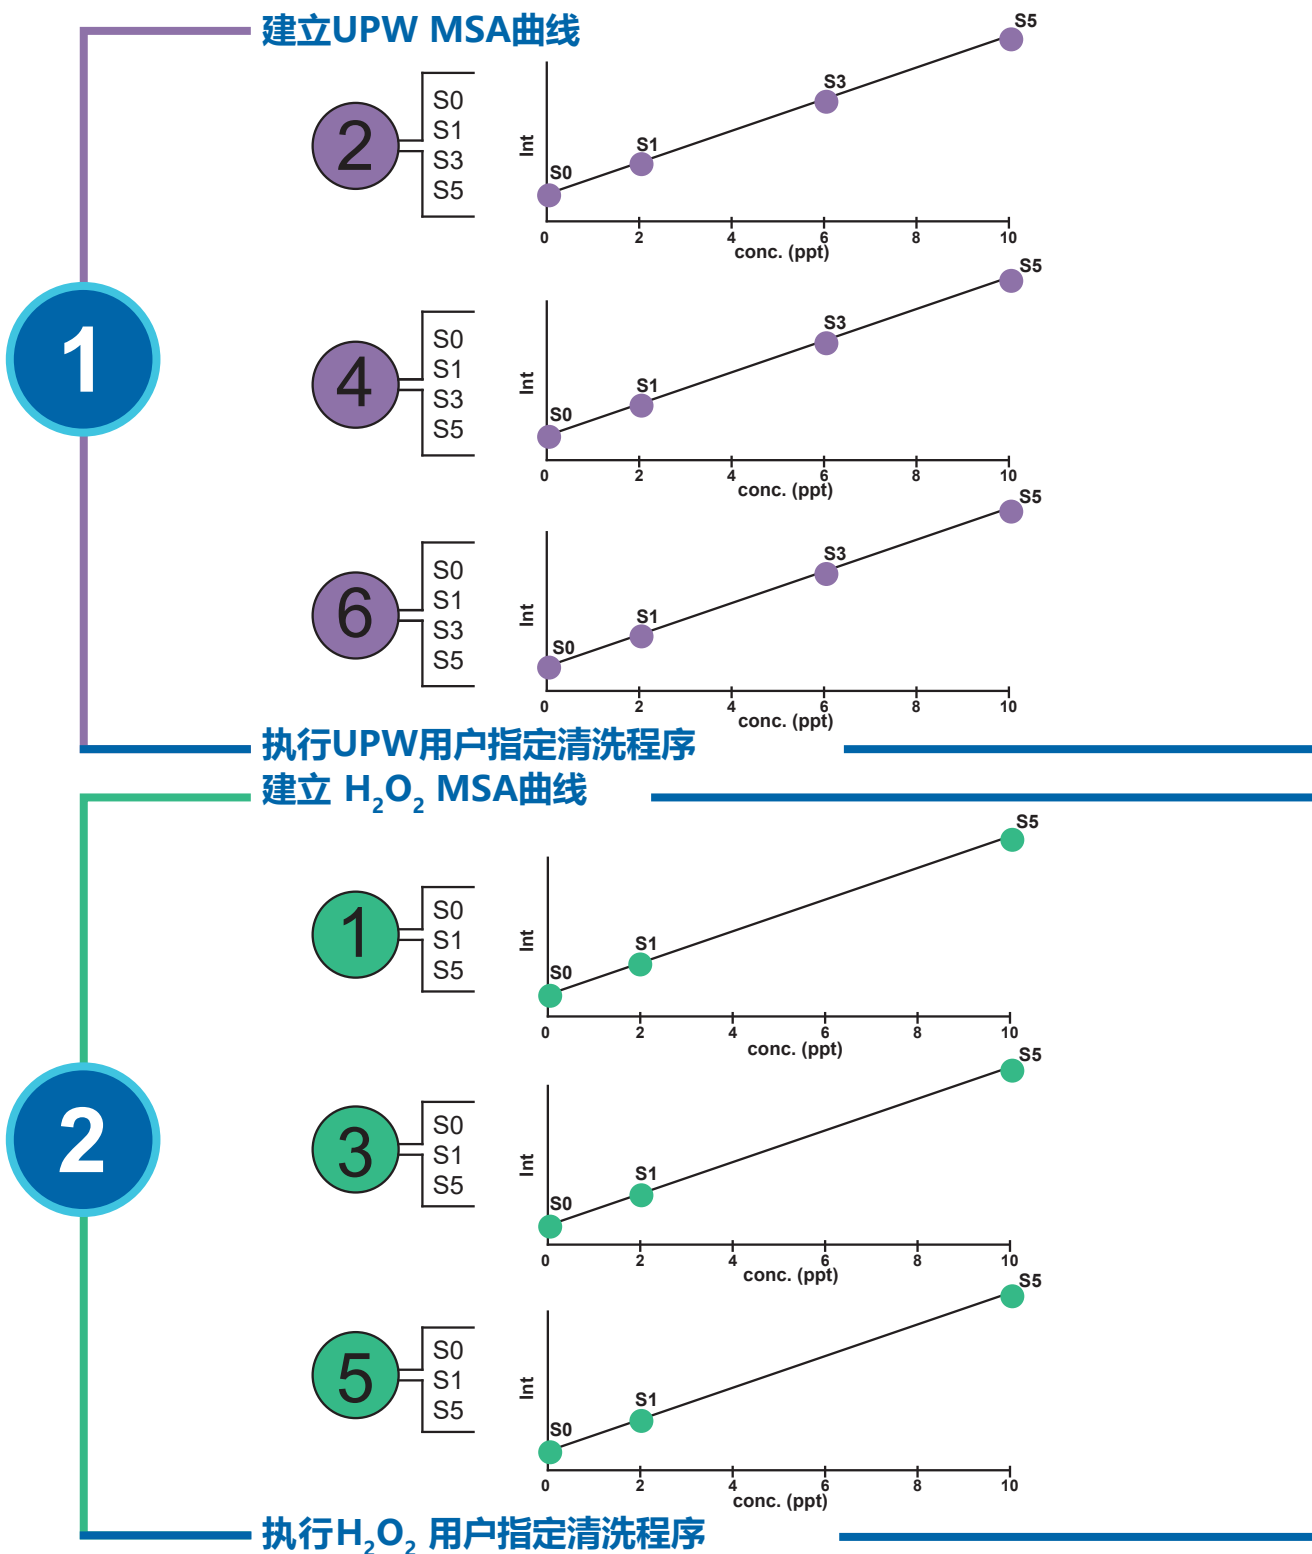 建立UPW MSA曲线
1
2
S0
S1
S3
S5
Int
S0
S1
S3
S5
0 2 4 6 8 10
conc. (ppt)
4
S0
S1
S3
S5
Int
S0
S1
S3
S5
0 2 4 6 8 10
conc. (ppt)
6
S0
S1
S3
S5
Int
S0
S1
S3
S5
0 2 4 6 8 10
conc. (ppt)
执行UPW用户指定清洗程序
建立 H₂O₂ MSA曲线
2
1
S0
S1
S5
Int
S0
S1
S5
0 2 4 6 8 10
conc. (ppt)
3
S0
S1
S5
Int
S0
S1
S5
0 2 4 6 8 10
conc. (ppt)
5
S0
S1
S5
Int
S0
S1
S5
0 2 4 6 8 10
conc. (ppt)
执行H₂O₂ 用户指定清洗程序